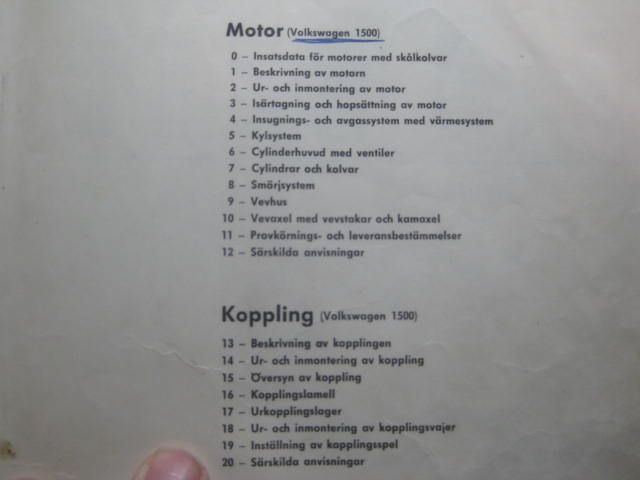 Motor (Volkswagen 1500)
0 – Insatsdata för motorer med skålkolvar
1 – Beskrivning av motorn
2 – Ur- och inmontering av motor
3 – Isärtagning och hopsättning av motor
4 – Insugnings- och avgassystem med värmesystem
5 – Kylsystem
6 – Cylinderhuvud med ventiler
7 – Cylindrar och kolvar
8 – Smörjsystem
9 – Vevhus
10 – Vevaxel med vevstakar och kamaxel
11 – Provkörnings- och leveransbestämmelser
12 – Särskilda anvisningar
Koppling (Volkswagen 1500)
13 – Beskrivning av kopplingen
14 – Ur- och inmontering av koppling
15 – Översyn av koppling
16 – Kopplingslamell
17 – Urkopplingslager
18 – Ur- och inmontering av kopplingsvajer
19 – Inställning av kopplingsspel
20 – Särskilda anvisningar